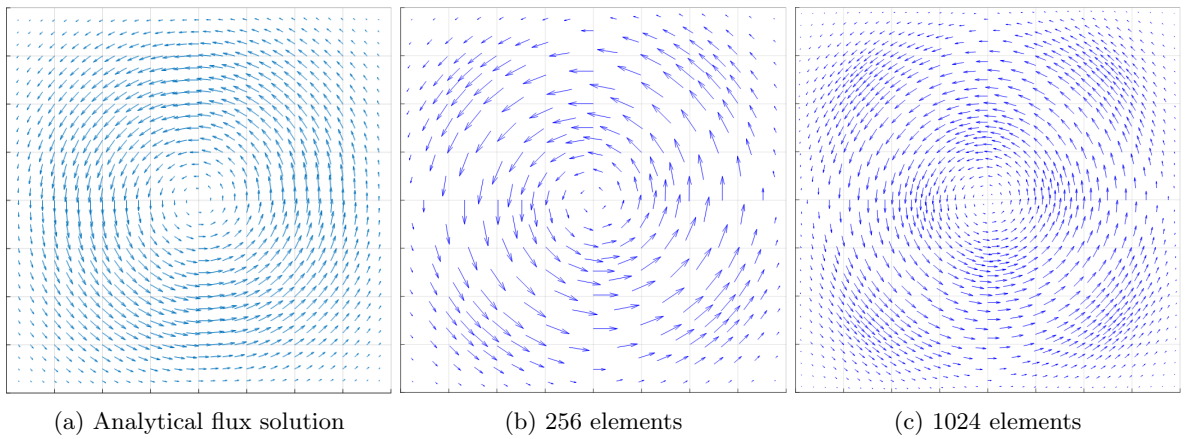 (a) Analytical flux solution
(b) 256 elements
(c) 1024 elements